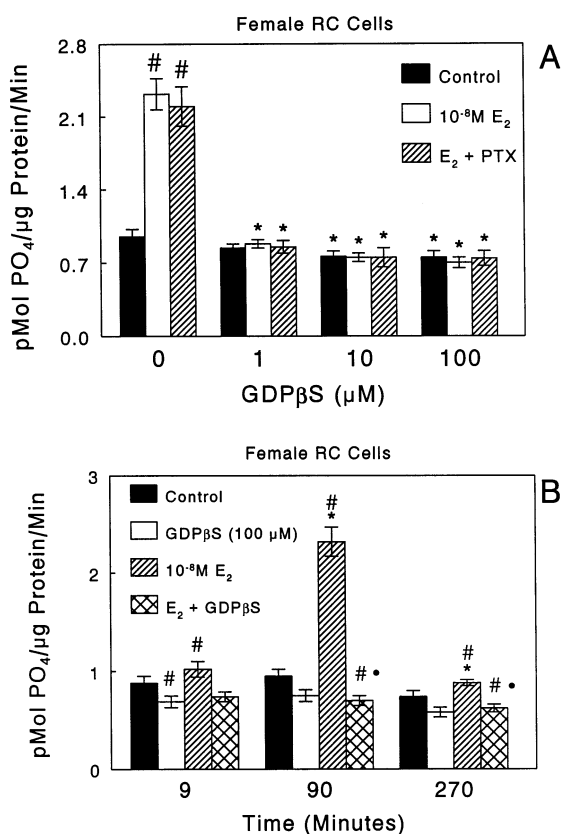 Female RC Cells
A
2.8
2.1
1.4
0.7
0.0
pMol PO₄/µg Protein/Min
Control
10⁻⁸M E₂
E₂ + PTX
# #
* *
* * *
* * *
0 1 10 100
GDPβS (µM)
Female RC Cells
B
3
2
1
0
pMol PO₄/µg Protein/Min
Control
GDPβS (100 µM)
10⁻⁸M E₂
E₂ + GDPβS
#
*
# •
# #
#
*
# •
9 90 270
Time (Minutes)